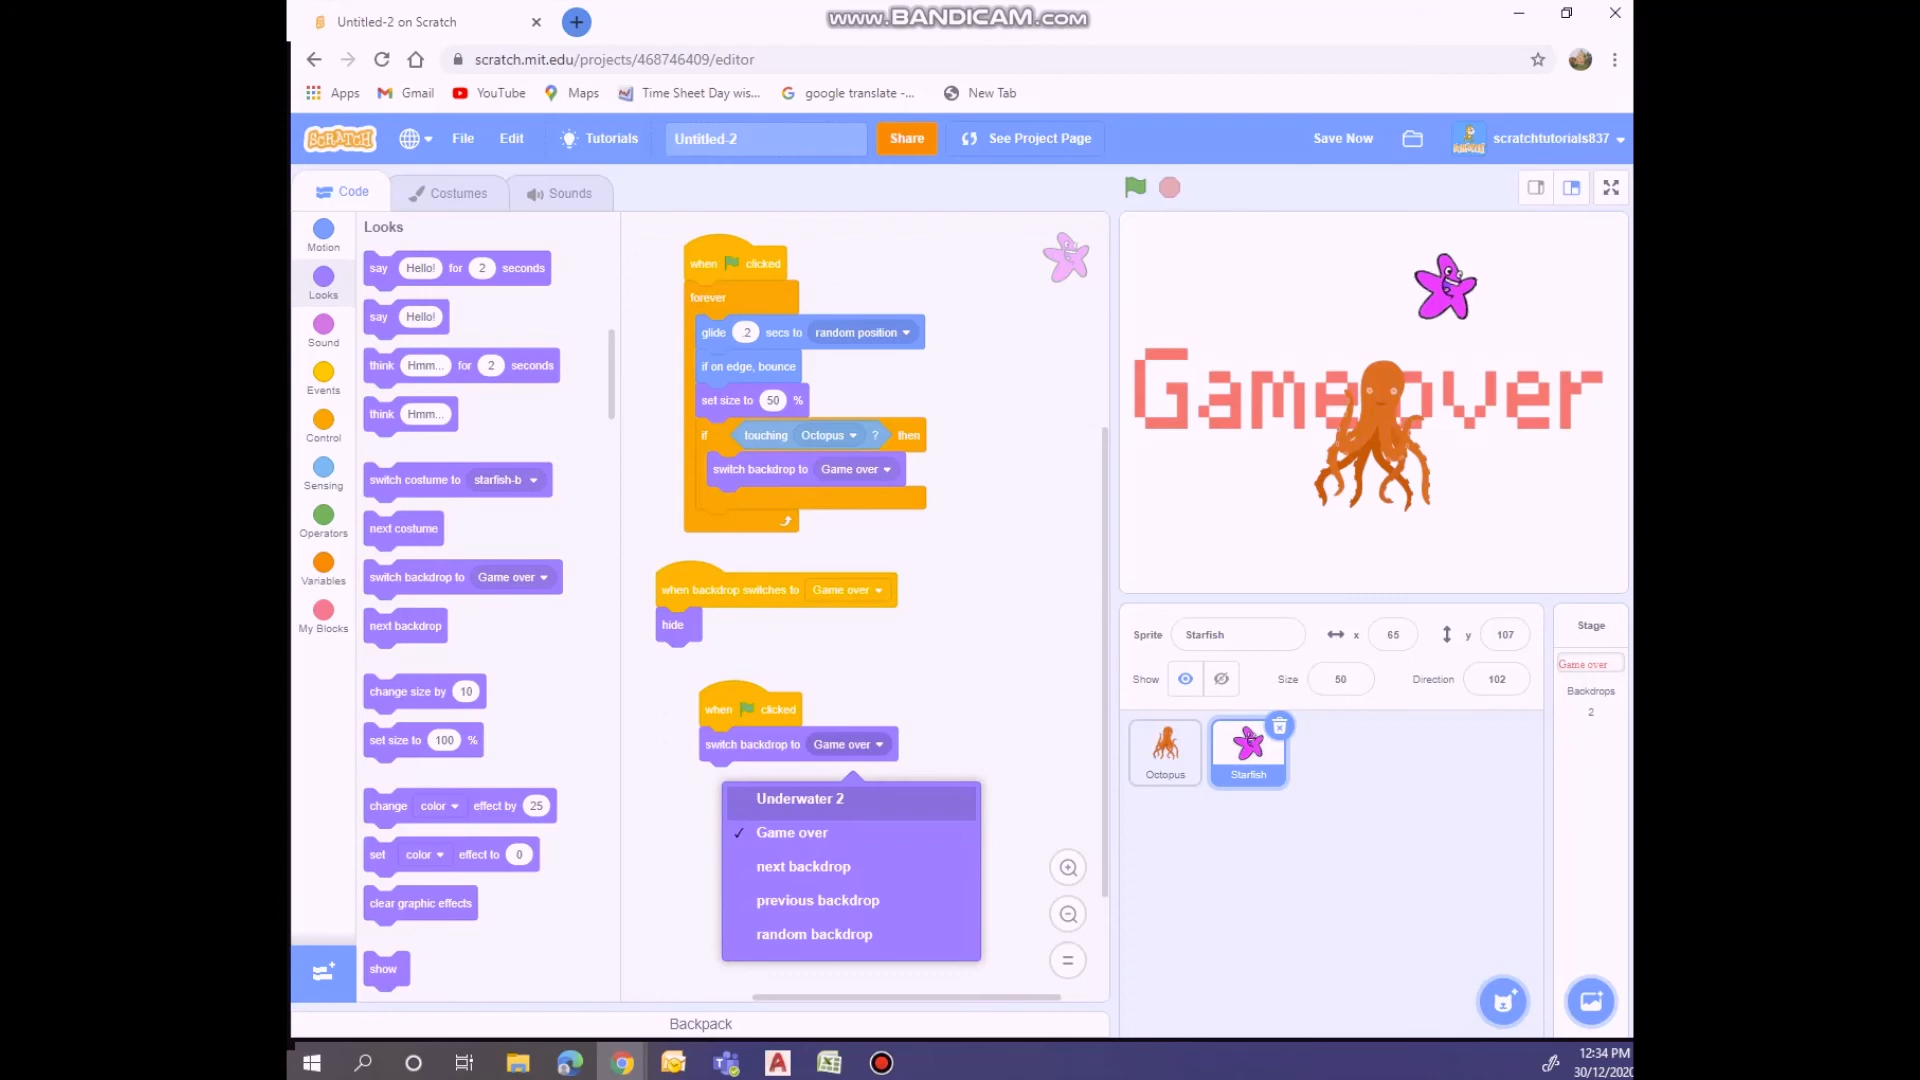 Untitled-2 on Scratch
www.BANDICAM.com
scratch.mit.edu/projects/468746409/editor
Apps
Gmail
YouTube
Maps
Time Sheet Day wis...
google translate -...
New Tab
SCRATCH
File
Edit
Tutorials
Untitled-2
Share
See Project Page
Save Now
scratchtutorials837
Code
Costumes
Sounds
Motion
Looks
Sound
Events
Control
Sensing
Operators
Variables
My Blocks
Looks
say Hello! for 2 seconds
say Hello!
think Hmm... for 2 seconds
think Hmm...
switch costume to starfish-b
next costume
switch backdrop to Game over
next backdrop
change size by 10
set size to 100 %
change color effect by 25
set color effect to 0
clear graphic effects
show
when clicked
forever
glide .2 secs to random position
if on edge, bounce
set size to 50 %
if touching Octopus ? then
switch backdrop to Game over
when backdrop switches to Game over
hide
when clicked
switch backdrop to Game over
Underwater 2
✓ Game over
next backdrop
previous backdrop
random backdrop
Game over
Sprite Starfish x 65 y 107
Show Size 50 Direction 102
Octopus
Starfish
Stage
Game over
Backdrops
2
Backpack
12:34 PM
30/12/2020